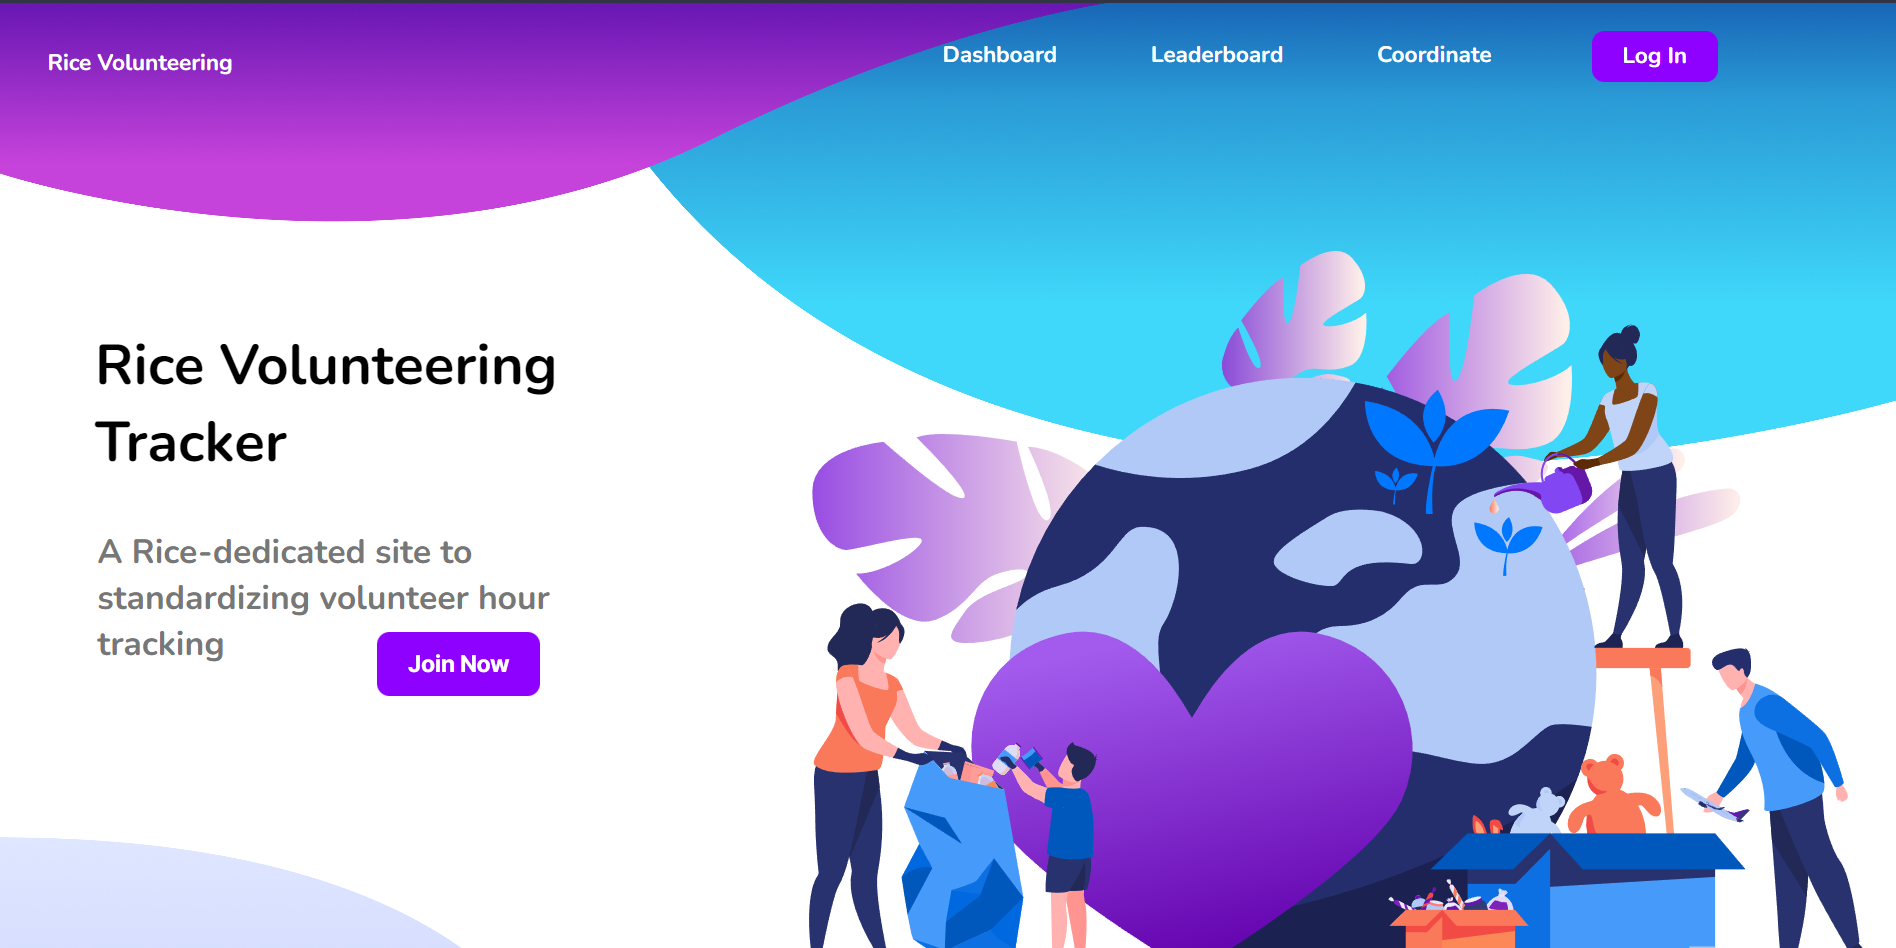 Rice Volunteering
Dashboard
Leaderboard
Coordinate
Log In
Rice Volunteering
Tracker
A Rice-dedicated site to
standardizing volunteer hour
tracking
Join Now